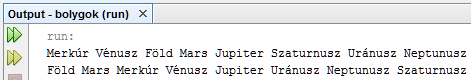 Output - bolygok (run) ×
run:
Merkúr Vénusz Föld Mars Jupiter Szaturnusz Uránusz Neptunusz
Föld Mars Merkúr Vénusz Jupiter Uránusz Neptunusz Szaturnusz